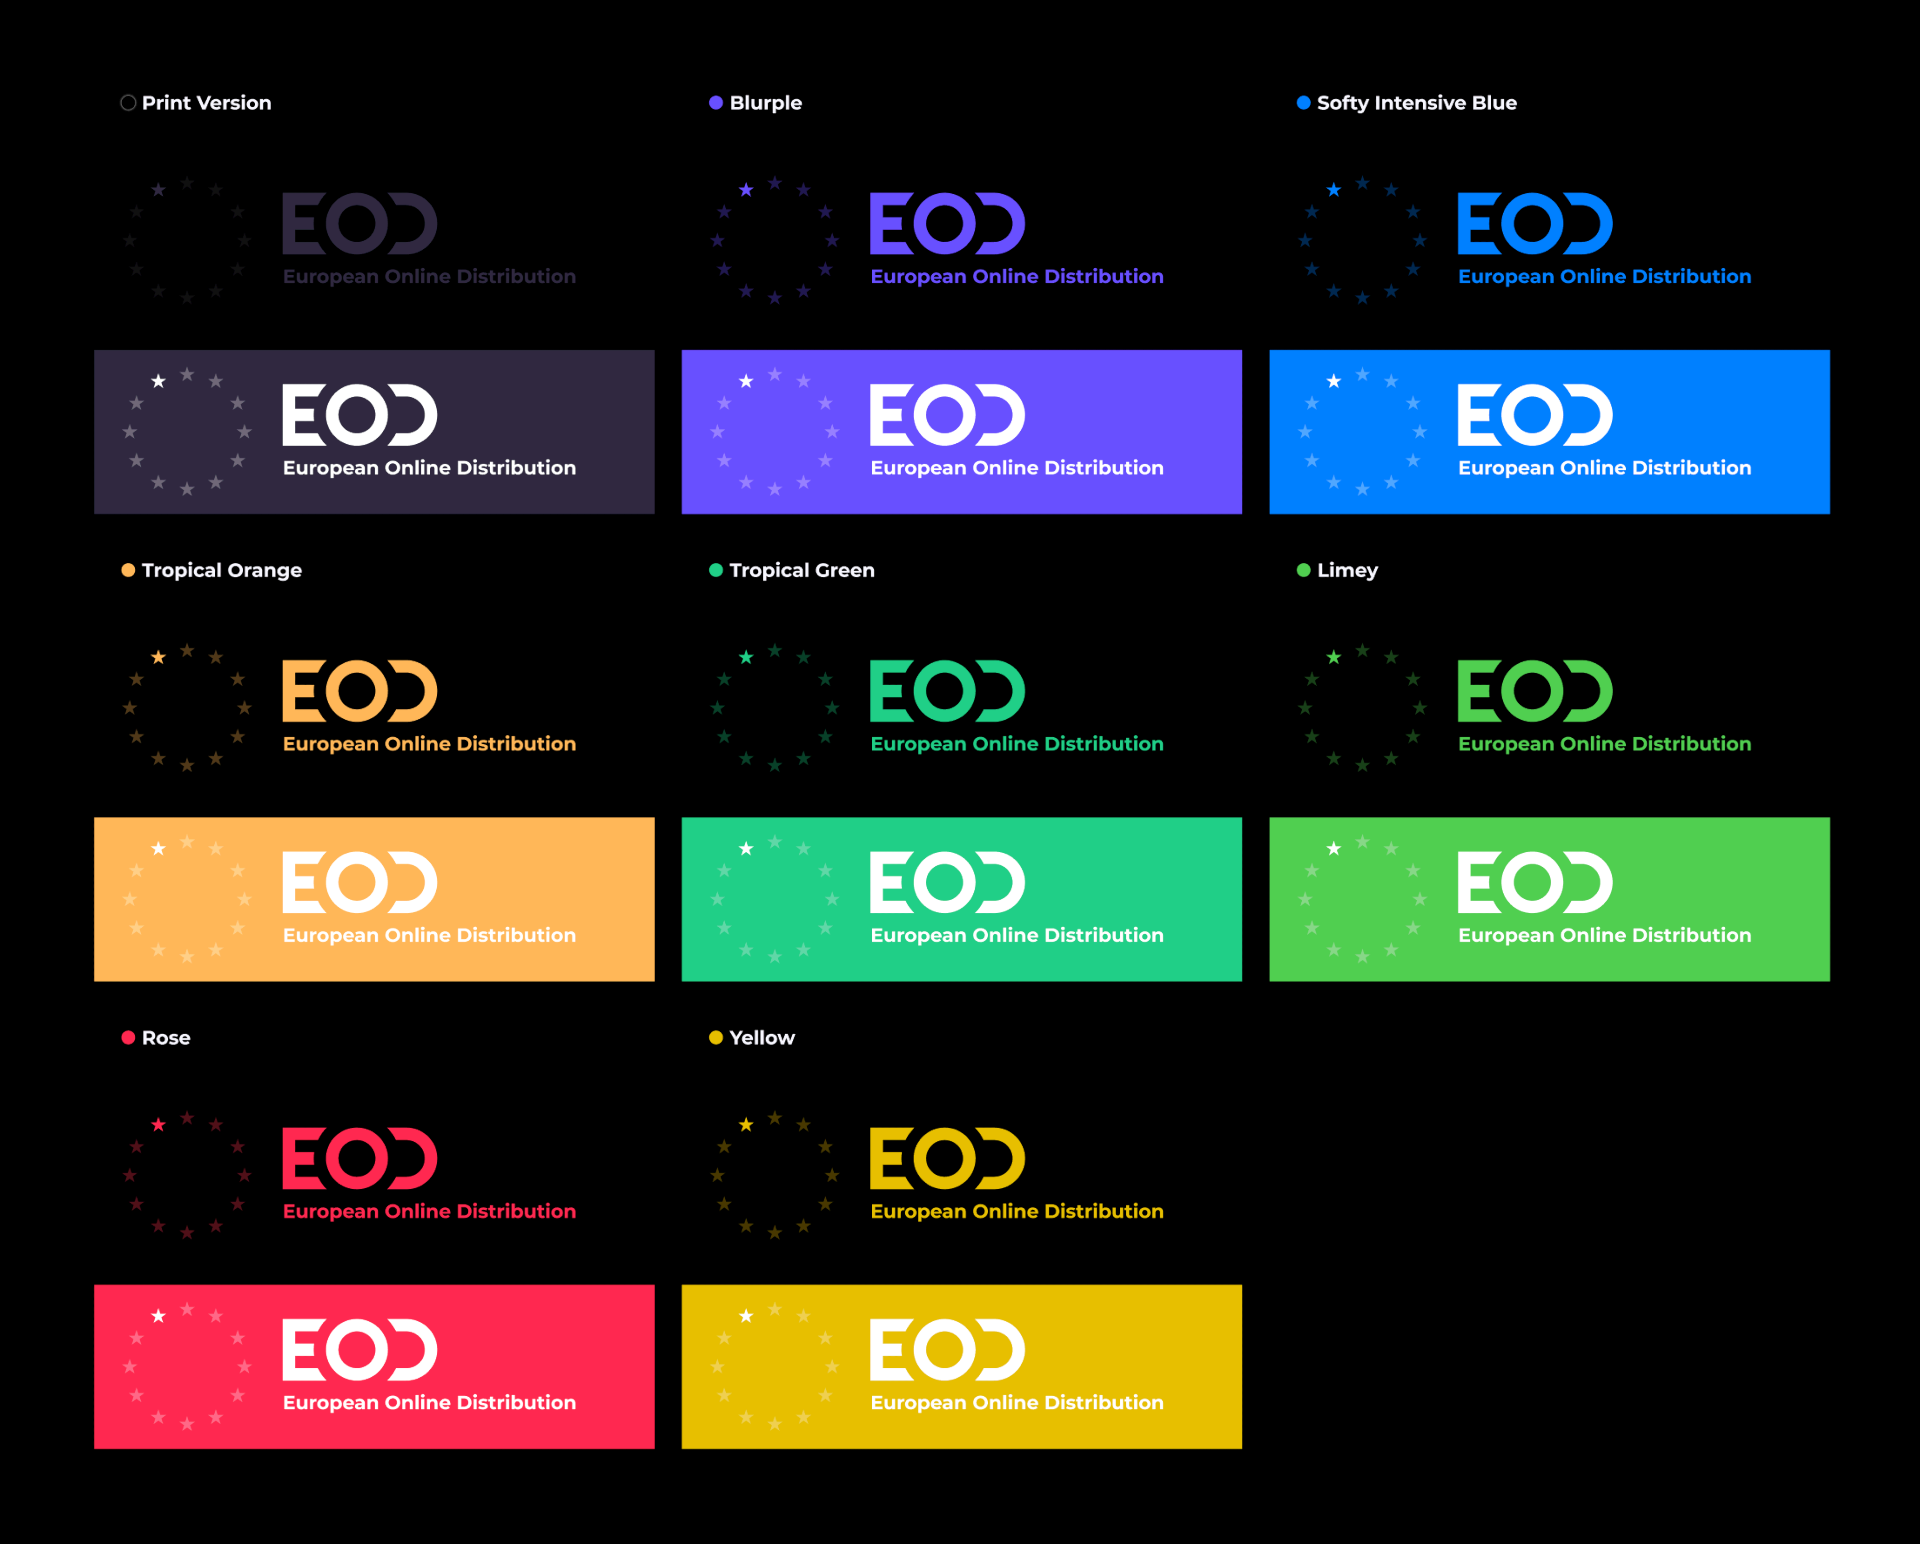 Print Version
Blurple
Softy Intensive Blue
EOD
European Online Distribution
EOD
European Online Distribution
EOD
European Online Distribution
EOD
European Online Distribution
EOD
European Online Distribution
EOD
European Online Distribution
Tropical Orange
Tropical Green
Limey
EOD
European Online Distribution
EOD
European Online Distribution
EOD
European Online Distribution
EOD
European Online Distribution
EOD
European Online Distribution
EOD
European Online Distribution
Rose
Yellow
EOD
European Online Distribution
EOD
European Online Distribution
EOD
European Online Distribution
EOD
European Online Distribution